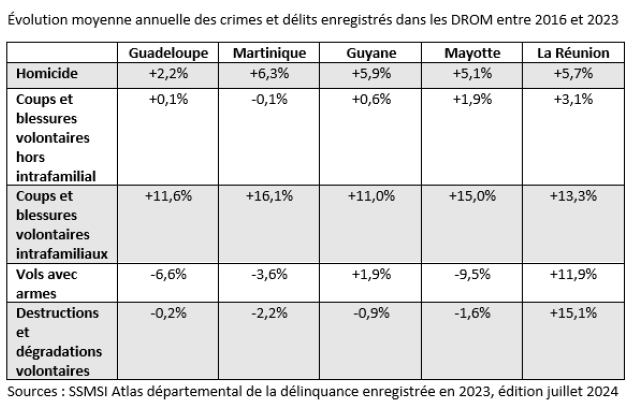 Évolution moyenne annuelle des crimes et délits enregistrés dans les DROM entre 2016 et 2023
Guadeloupe Martinique Guyane Mayotte La Réunion
Homicide +2,2% +6,3% +5,9% +5,1% +5,7%
Coups et +0,1% -0,1% +0,6% +1,9% +3,1%
blessures
volontaires
hors
intrafamilial
Coups et +11,6% +16,1% +11,0% +15,0% +13,3%
blessures
volontaires
intrafamiliaux
Vols avec -6,6% -3,6% +1,9% -9,5% +11,9%
armes
Destructions -0,2% -2,2% -0,9% -1,6% +15,1%
et
dégradations
volontaires
Sources : SSMSI Atlas départemental de la délinquance enregistrée en 2023, édition juillet 2024